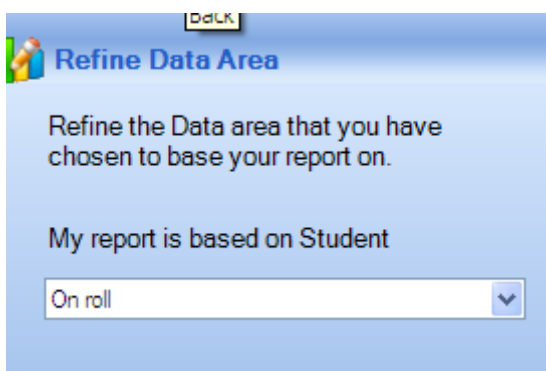 Back
Refine Data Area
Refine the Data area that you have
chosen to base your report on.
My report is based on Student
On roll